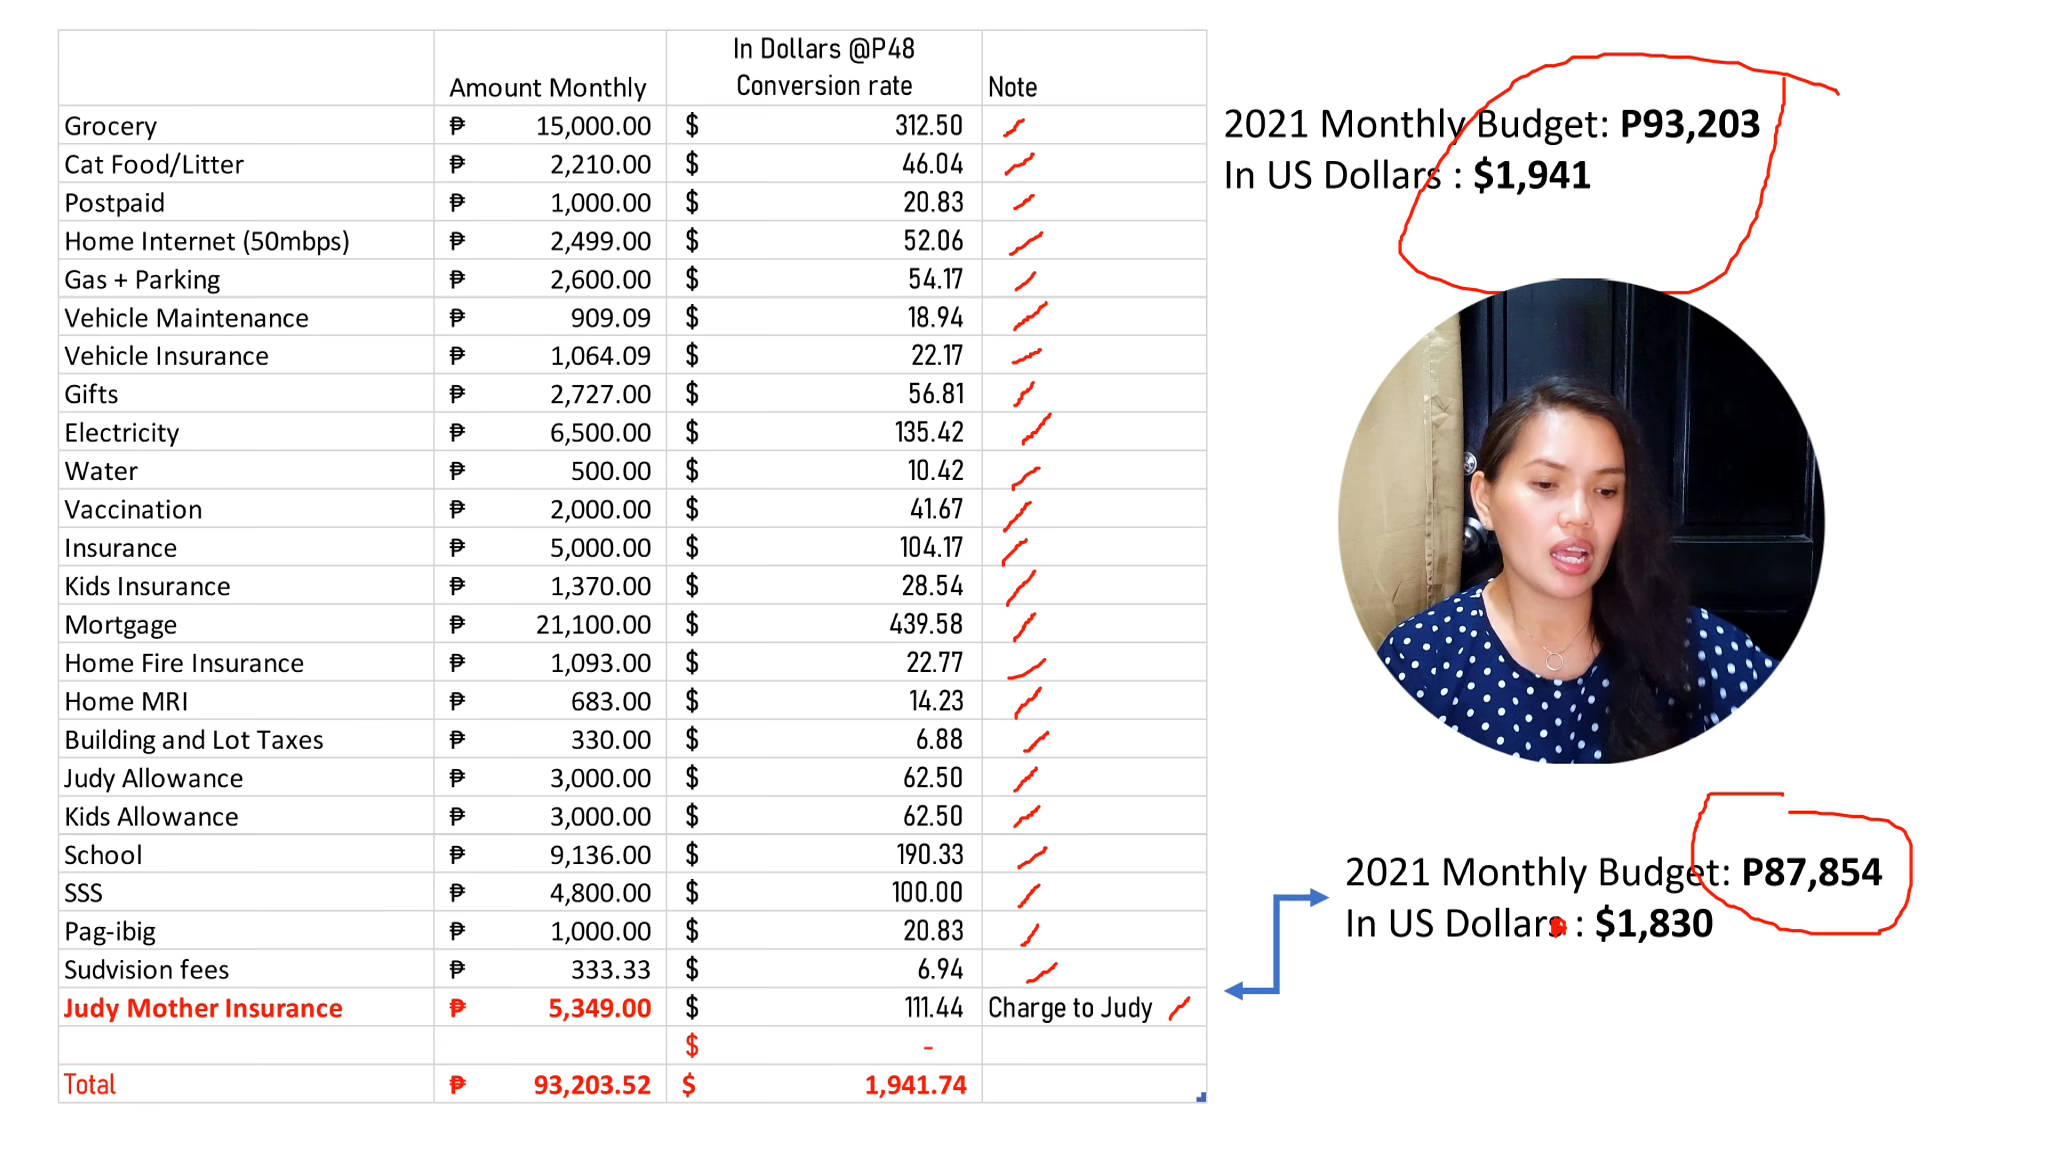 Amount Monthly In Dollars @P48 Conversion rate Note
Grocery ₱ 15,000.00 $ 312.50
Cat Food/Litter ₱ 2,210.00 $ 46.04
Postpaid ₱ 1,000.00 $ 20.83
Home Internet (50mbps) ₱ 2,499.00 $ 52.06
Gas + Parking ₱ 2,600.00 $ 54.17
Vehicle Maintenance ₱ 909.09 $ 18.94
Vehicle Insurance ₱ 1,064.09 $ 22.17
Gifts ₱ 2,727.00 $ 56.81
Electricity ₱ 6,500.00 $ 135.42
Water ₱ 500.00 $ 10.42
Vaccination ₱ 2,000.00 $ 41.67
Insurance ₱ 5,000.00 $ 104.17
Kids Insurance ₱ 1,370.00 $ 28.54
Mortgage ₱ 21,100.00 $ 439.58
Home Fire Insurance ₱ 1,093.00 $ 22.77
Home MRI ₱ 683.00 $ 14.23
Building and Lot Taxes ₱ 330.00 $ 6.88
Judy Allowance ₱ 3,000.00 $ 62.50
Kids Allowance ₱ 3,000.00 $ 62.50
School ₱ 9,136.00 $ 190.33
SSS ₱ 4,800.00 $ 100.00
Pag-ibig ₱ 1,000.00 $ 20.83
Sudvision fees ₱ 333.33 $ 6.94
Judy Mother Insurance ₱ 5,349.00 $ 111.44 Charge to Judy
$ -
Total ₱ 93,203.52 $ 1,941.74
2021 Monthly Budget: P93,203
In US Dollars : $1,941
2021 Monthly Budget: P87,854
In US Dollars : $1,830